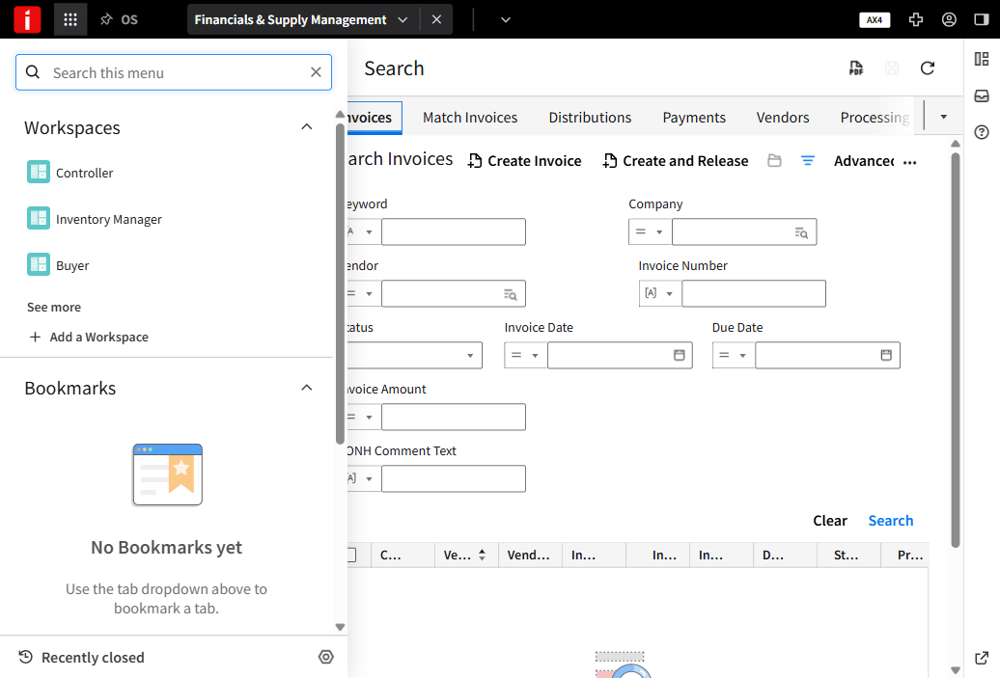 OS
Financials & Supply Management
AX4
Search this menu
Workspaces
Controller
Inventory Manager
Buyer
See more
Add a Workspace
Bookmarks
No Bookmarks yet
Use the tab dropdown above to
bookmark a tab.
Recently closed
Search
PDF
nvoices
Match Invoices
Distributions
Payments
Vendors
Processing
arch Invoices
Create Invoice
Create and Release
Advanced
eyword
Company
endor
Invoice Number
[A]
tatus
Invoice Date
Due Date
nvoice Amount
ONH Comment Text
Clear
Search
C...
Ve...
Vend...
In...
In...
In...
D...
St...
Pr...